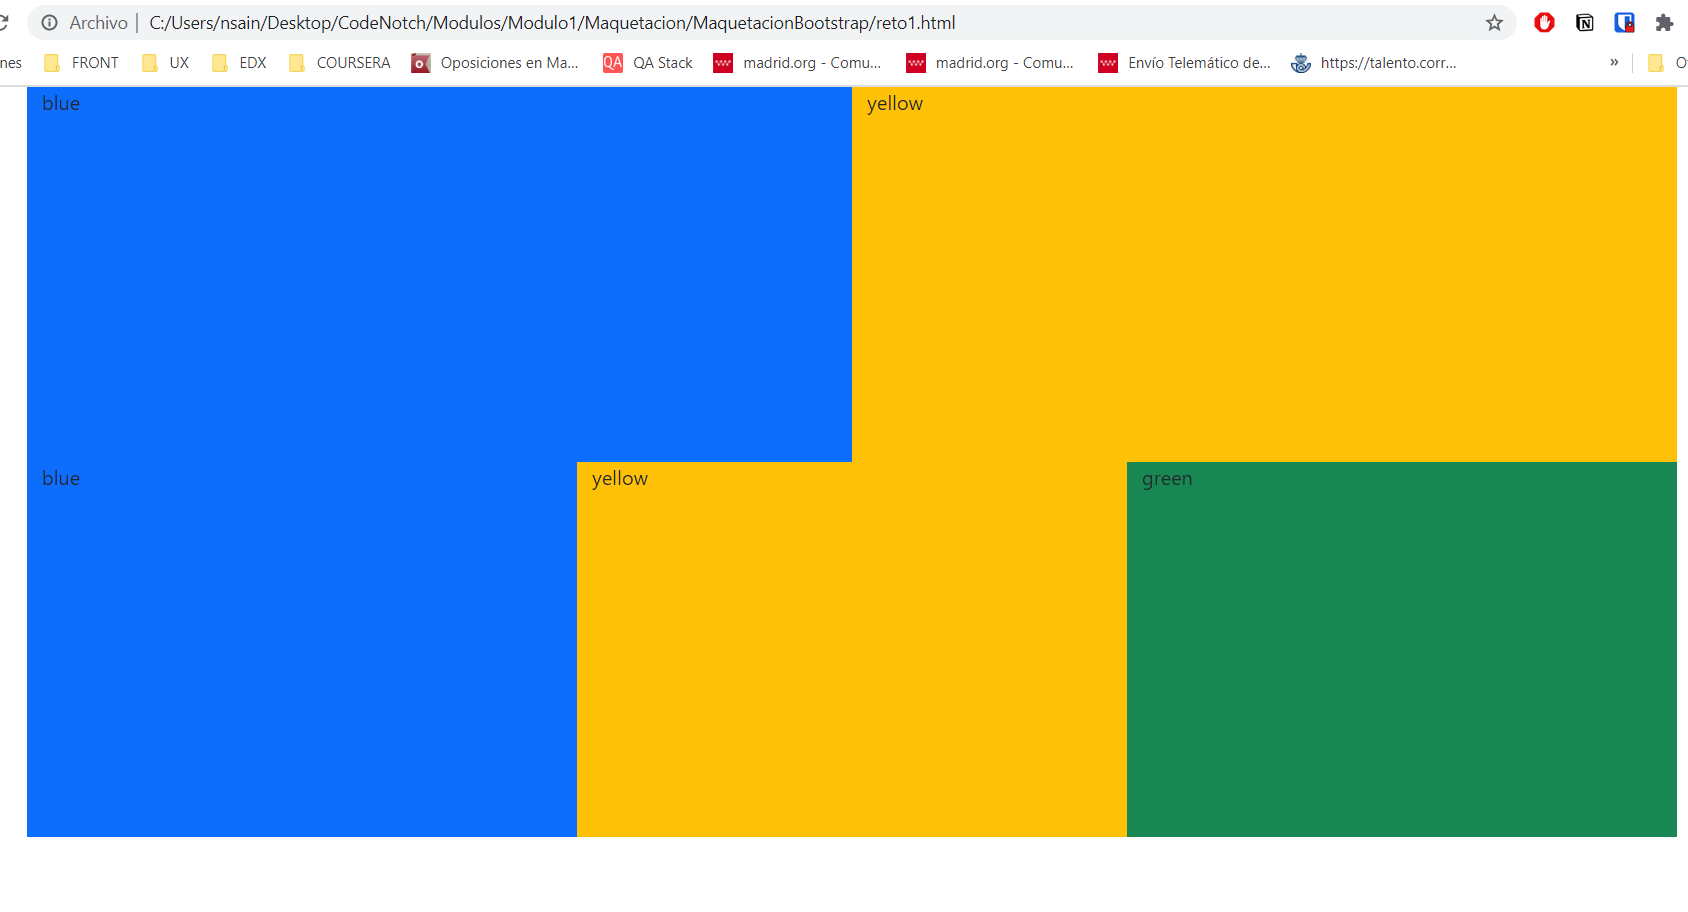 Archivo | C:/Users/nsain/Desktop/CodeNotch/Modulos/Modulo1/Maquetacion/MaquetacionBootstrap/reto1.html
nes FRONT UX EDX COURSERA Oposiciones en Ma... QA QA Stack madrid.org - Comu... madrid.org - Comu... Envío Telemático de... https://talento.corr... »
blue yellow
blue yellow green